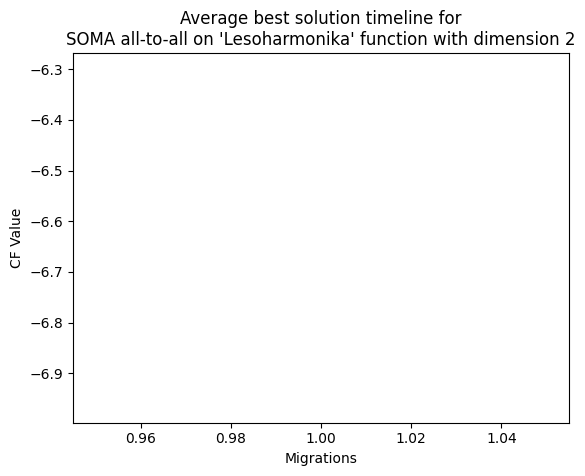 Average best solution timeline for
SOMA all-to-all on 'Lesoharmonika' function with dimension 2
−6.3
−6.4
−6.5
−6.6
−6.7
−6.8
−6.9
CF Value
0.96 0.98 1.00 1.02 1.04
Migrations